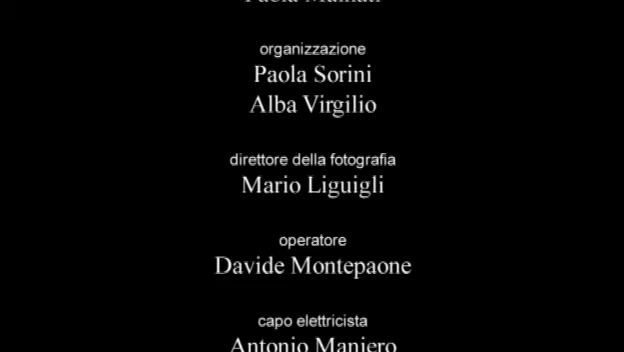 organizzazione
Paola Sorini
Alba Virgilio
direttore della fotografia
Mario Liguigli
operatore
Davide Montepaone
capo elettricista
Antonio Maniero